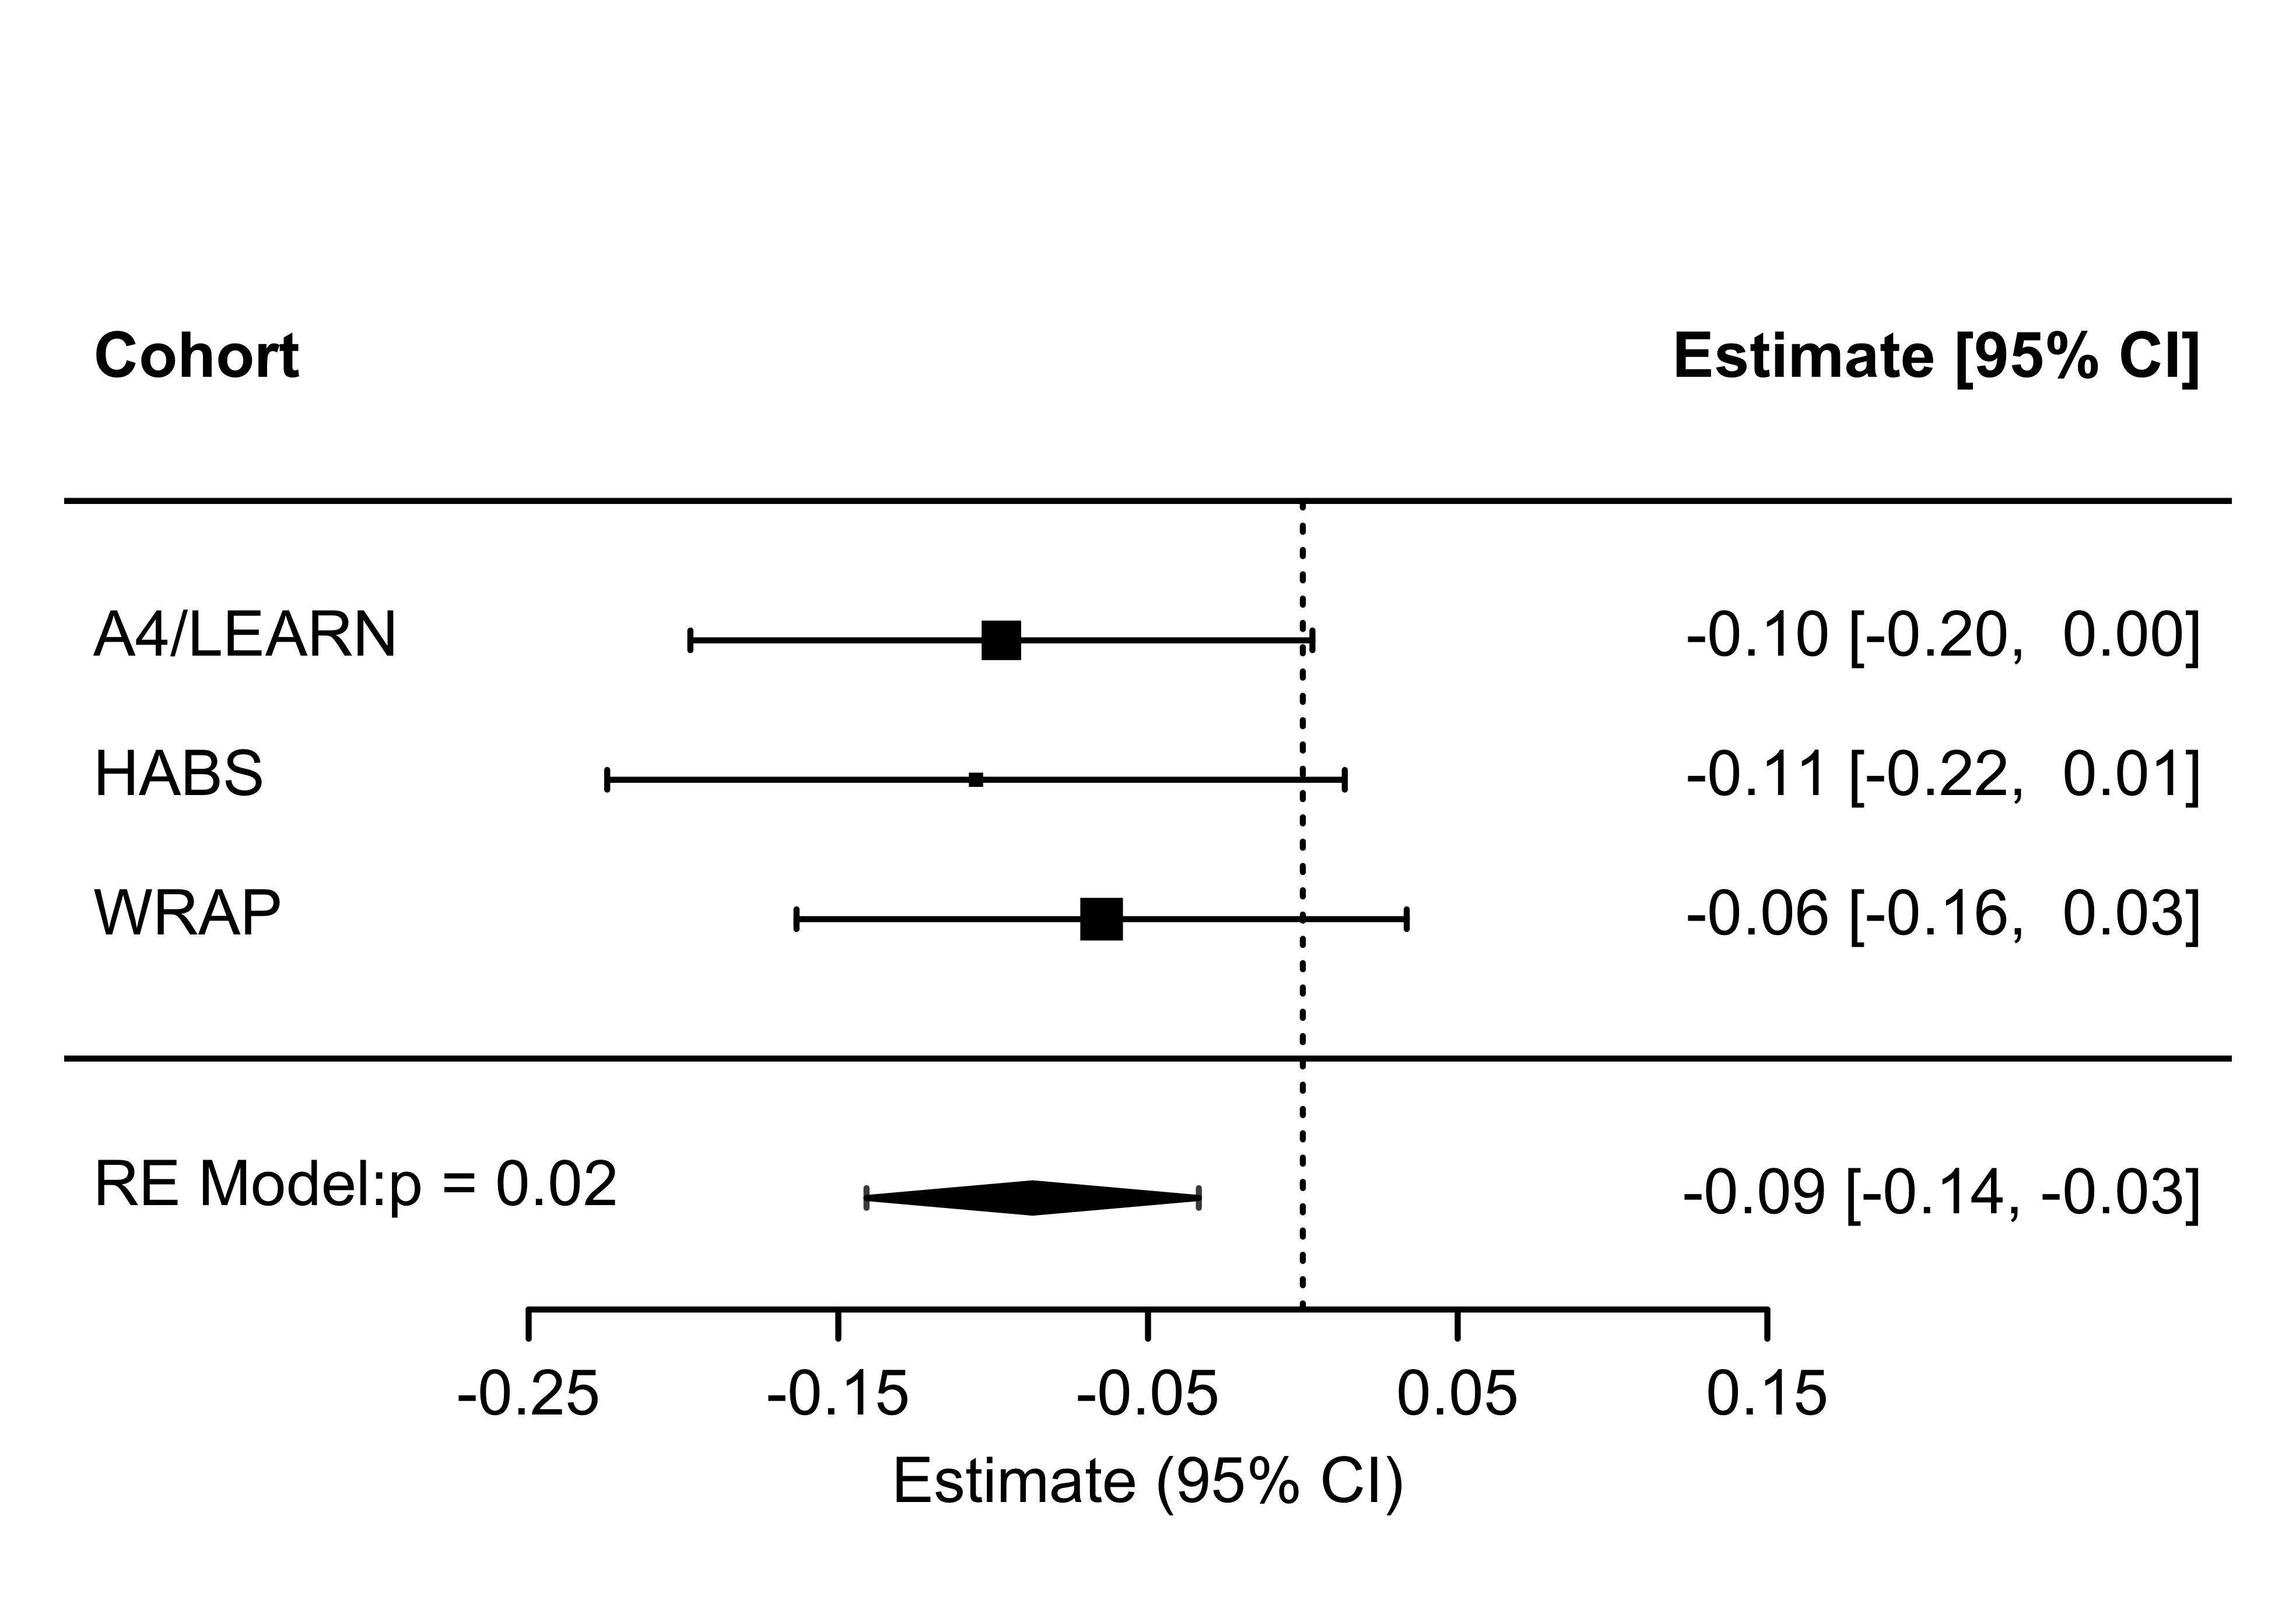 Cohort Estimate [95% CI]
A4/LEARN -0.10 [-0.20, 0.00]
HABS -0.11 [-0.22, 0.01]
WRAP -0.06 [-0.16, 0.03]
RE Model:p = 0.02 -0.09 [-0.14, -0.03]
-0.25 -0.15 -0.05 0.05 0.15
Estimate (95% CI)